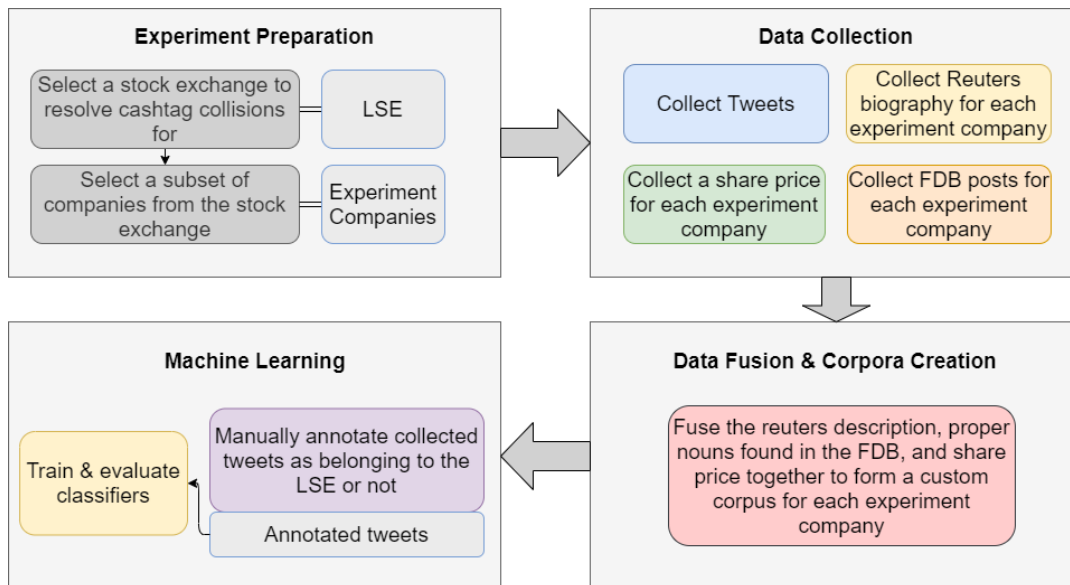 Experiment Preparation
Select a stock exchange to
resolve cashtag collisions
for
LSE
Select a subset of
companies from the stock
exchange
Experiment
Companies
Data Collection
Collect Tweets
Collect Reuters
biography for each
experiment company
Collect a share price
for each experiment
company
Collect FDB posts for
each experiment
company
Data Fusion & Corpora Creation
Fuse the reuters description, proper
nouns found in the FDB, and share
price together to form a custom
corpus for each experiment
company
Machine Learning
Manually annotate collected
tweets as belonging to the
LSE or not
Annotated tweets
Train & evaluate
classifiers